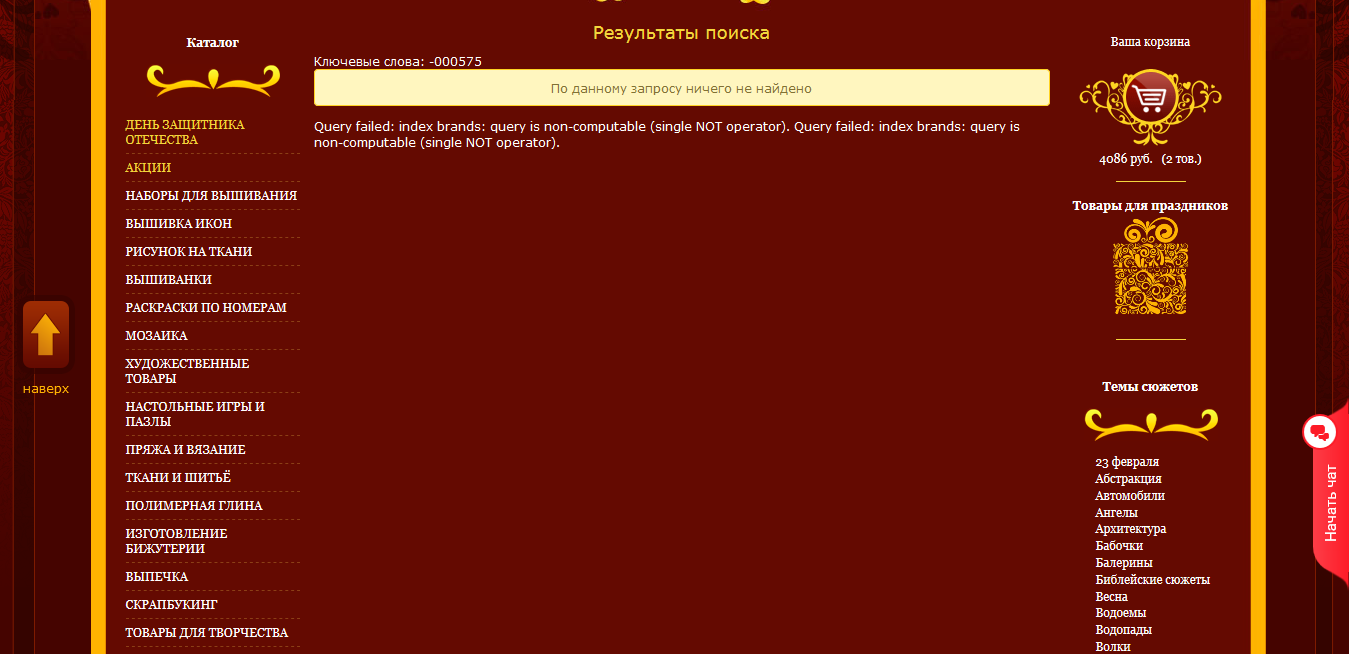 Каталог
ДЕНЬ ЗАЩИТНИКА
ОТЕЧЕСТВА
АКЦИИ
НАБОРЫ ДЛЯ ВЫШИВАНИЯ
ВЫШИВКА ИКОН
РИСУНОК НА ТКАНИ
ВЫШИВАНКИ
РАСКРАСКИ ПО НОМЕРАМ
МОЗАИКА
ХУДОЖЕСТВЕННЫЕ
ТОВАРЫ
НАСТОЛЬНЫЕ ИГРЫ И
ПАЗЛЫ
ПРЯЖА И ВЯЗАНИЕ
ТКАНИ И ШИТЬЁ
ПОЛИМЕРНАЯ ГЛИНА
ИЗГОТОВЛЕНИЕ
БИЖУТЕРИИ
ВЫПЕЧКА
СКРАПБУКИНГ
ТОВАРЫ ДЛЯ ТВОРЧЕСТВА
наверх
Результаты поиска
Ключевые слова: -000575
По данному запросу ничего не найдено
Query failed: index brands: query is non-computable (single NOT operator). Query failed: index brands: query is
non-computable (single NOT operator).
Ваша корзина
4086 руб. (2 тов.)
Товары для праздников
Темы сюжетов
23 февраля
Абстракция
Автомобили
Ангелы
Архитектура
Бабочки
Балерины
Библейские сюжеты
Весна
Водоемы
Водопады
Волки
Начать чат